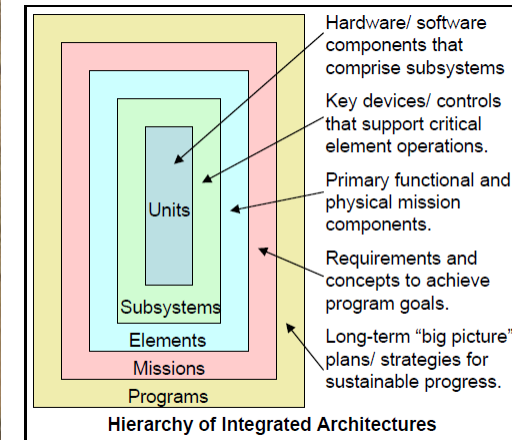 Hardware/ software
components that
comprise subsystems
Key devices/ controls
that support critical
element operations.
Primary functional and
physical mission
components.
Requirements and
concepts to achieve
program goals.
Long-term “big picture”
plans/ strategies for
sustainable progress.
Units
Subsystems
Elements
Missions
Programs
Hierarchy of Integrated Architectures